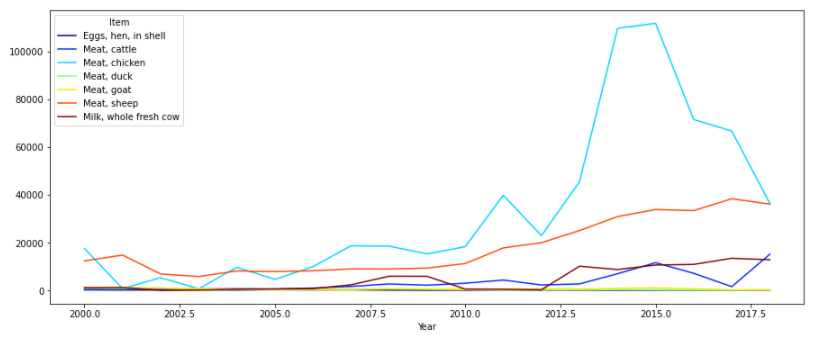 Item
Eggs, hen, in shell
Meat, cattle
Meat, chicken
Meat, duck
Meat, goat
Meat, sheep
Milk, whole fresh cow
100000
80000
60000
40000
20000
0
2000.0 2002.5 2005.0 2007.5 2010.0 2012.5 2015.0 2017.5
Year